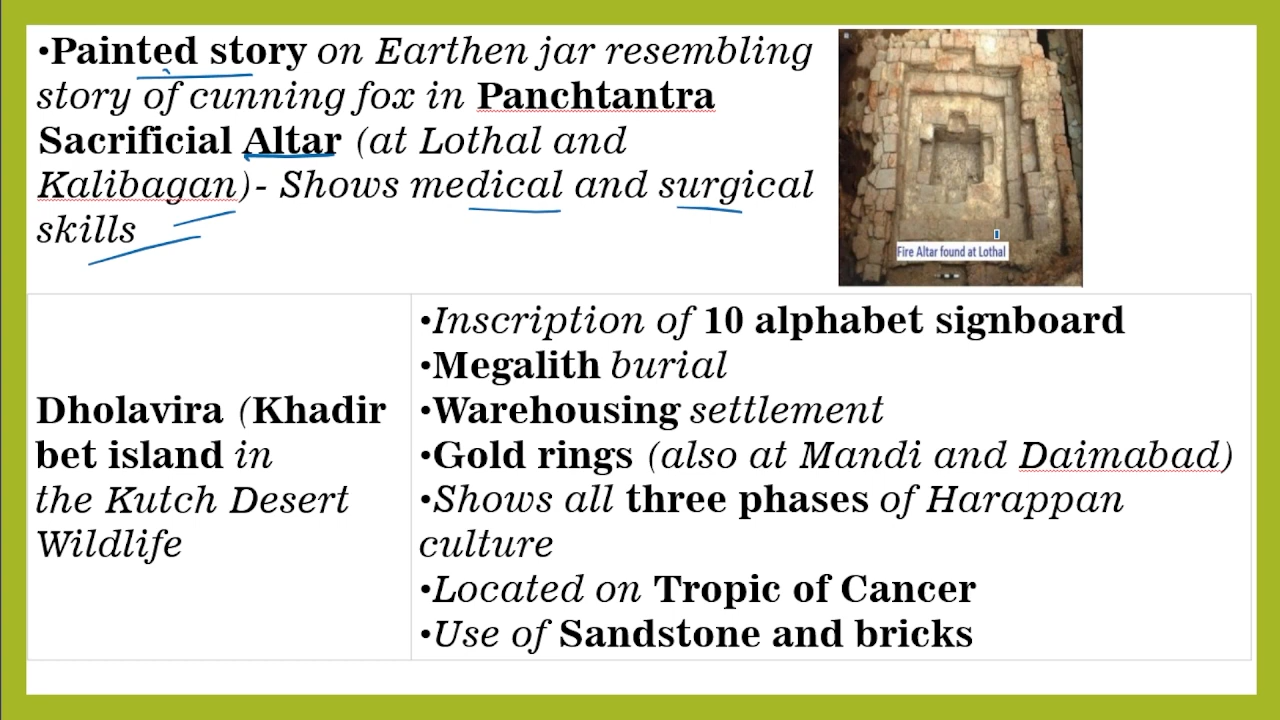 •Painted story on Earthen jar resembling
story of cunning fox in Panchtantra
Sacrificial Altar (at Lothal and
Kalibagan)- Shows medical and surgical
skills
Fire Altar found at Lothal
Dholavira (Khadir
bet island in
the Kutch Desert
Wildlife
•Inscription of 10 alphabet signboard
•Megalith burial
•Warehousing settlement
•Gold rings (also at Mandi and Daimabad)
•Shows all three phases of Harappan
culture
•Located on Tropic of Cancer
•Use of Sandstone and bricks